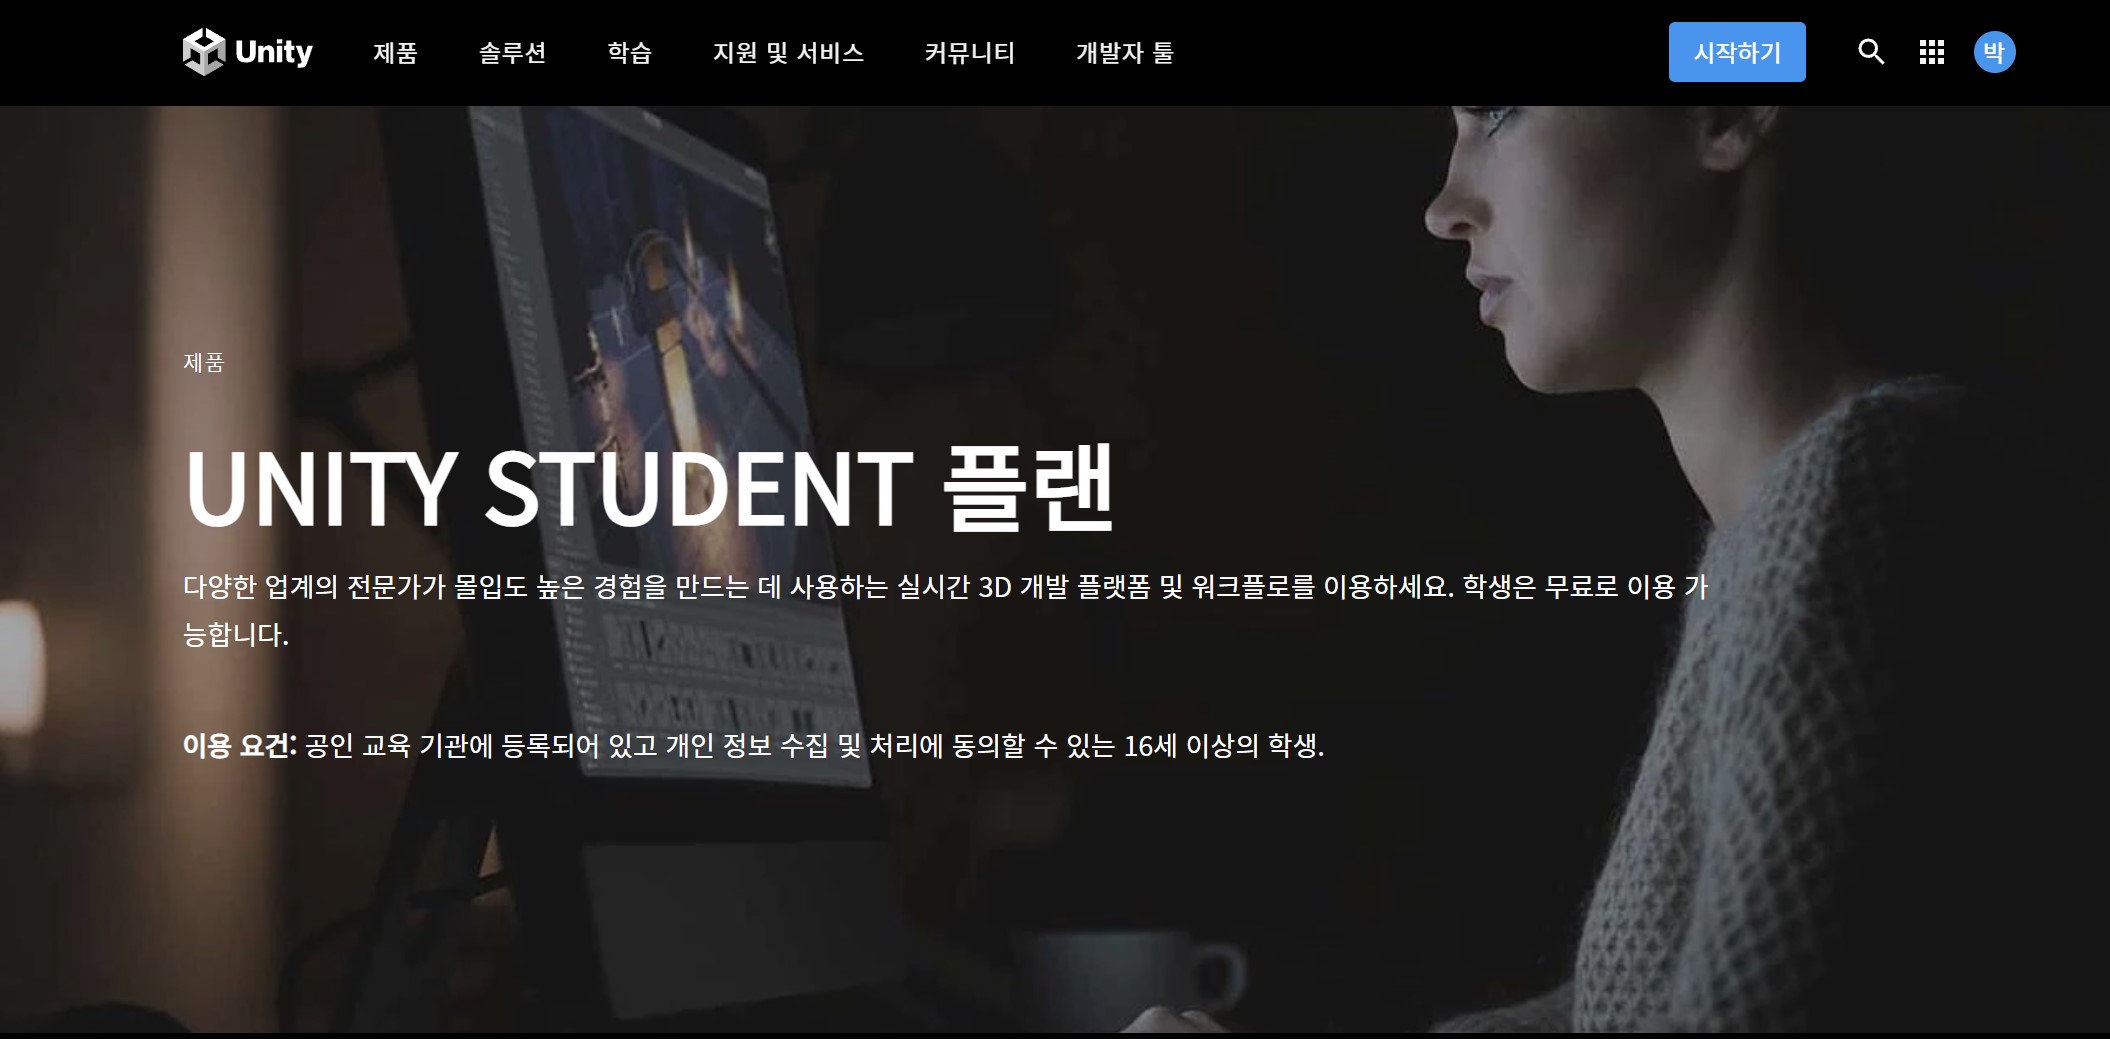 Unity 제품 솔루션 학습 지원 및 서비스 커뮤니티 개발자 툴 시작하기 박
제품
UNITY STUDENT 플랜
다양한 업계의 전문가가 몰입도 높은 경험을 만드는 데 사용하는 실시간 3D 개발 플랫폼 및 워크플로를 이용하세요. 학생은 무료로 이용 가
능합니다.
이용 요건: 공인 교육 기관에 등록되어 있고 개인 정보 수집 및 처리에 동의할 수 있는 16세 이상의 학생.